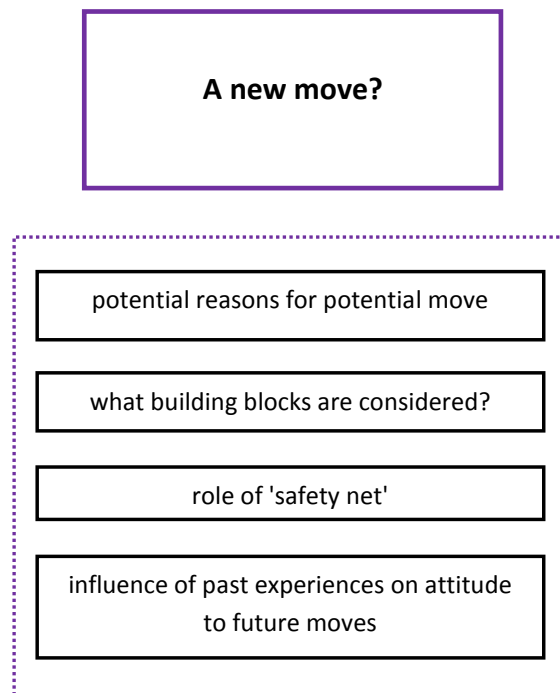 A new move?
potential reasons for potential move
what building blocks are considered?
role of 'safety net'
influence of past experiences on attitude
to future moves